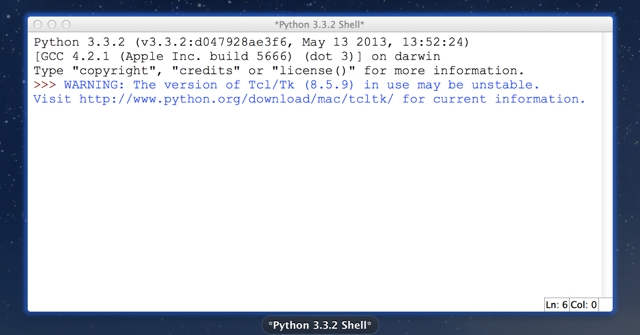 *Python 3.3.2 Shell*
Python 3.3.2 (v3.3.2:d047928ae3f6, May 13 2013, 13:52:24)
[GCC 4.2.1 (Apple Inc. build 5666) (dot 3)] on darwin
Type "copyright", "credits" or "license()" for more information.
>>> WARNING: The version of Tcl/Tk (8.5.9) in use may be unstable.
Visit http://www.python.org/download/mac/tcltk/ for current information.
Ln: 6 Col: 0
*Python 3.3.2 Shell*